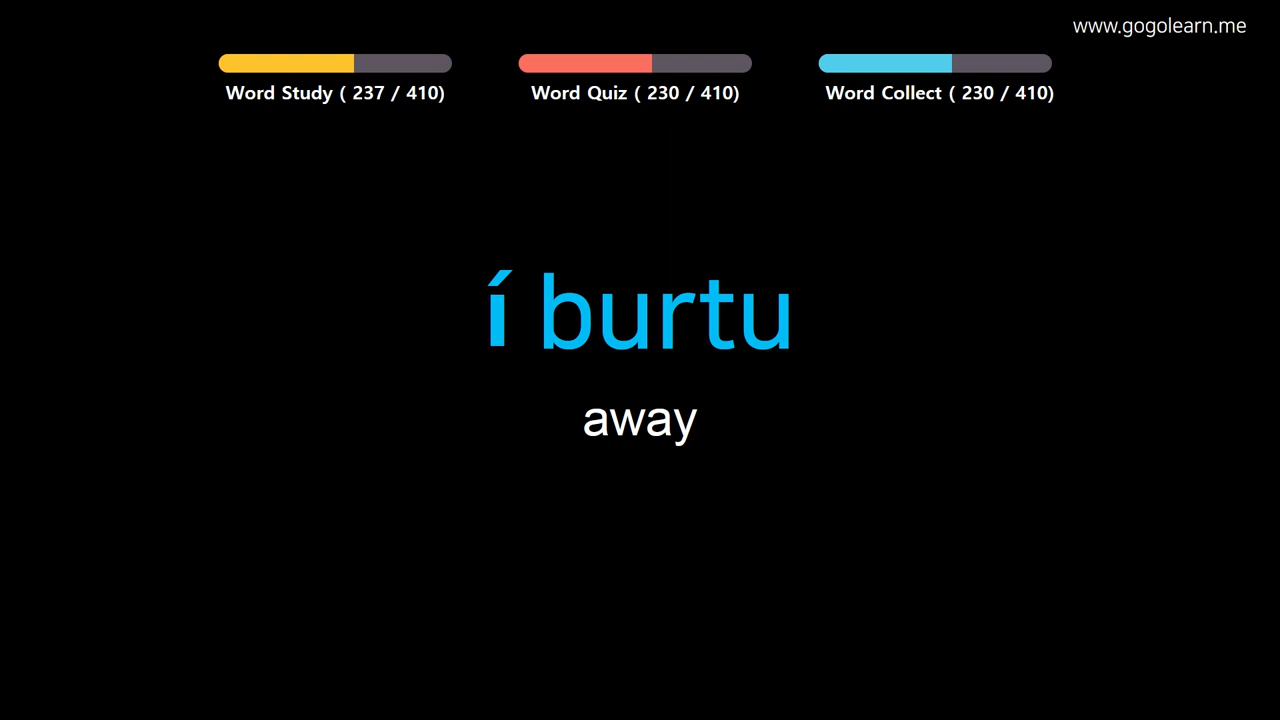 www.gogolearn.me
Word Study ( 237 / 410)
Word Quiz ( 230 / 410)
Word Collect ( 230 / 410)
í burtu
away